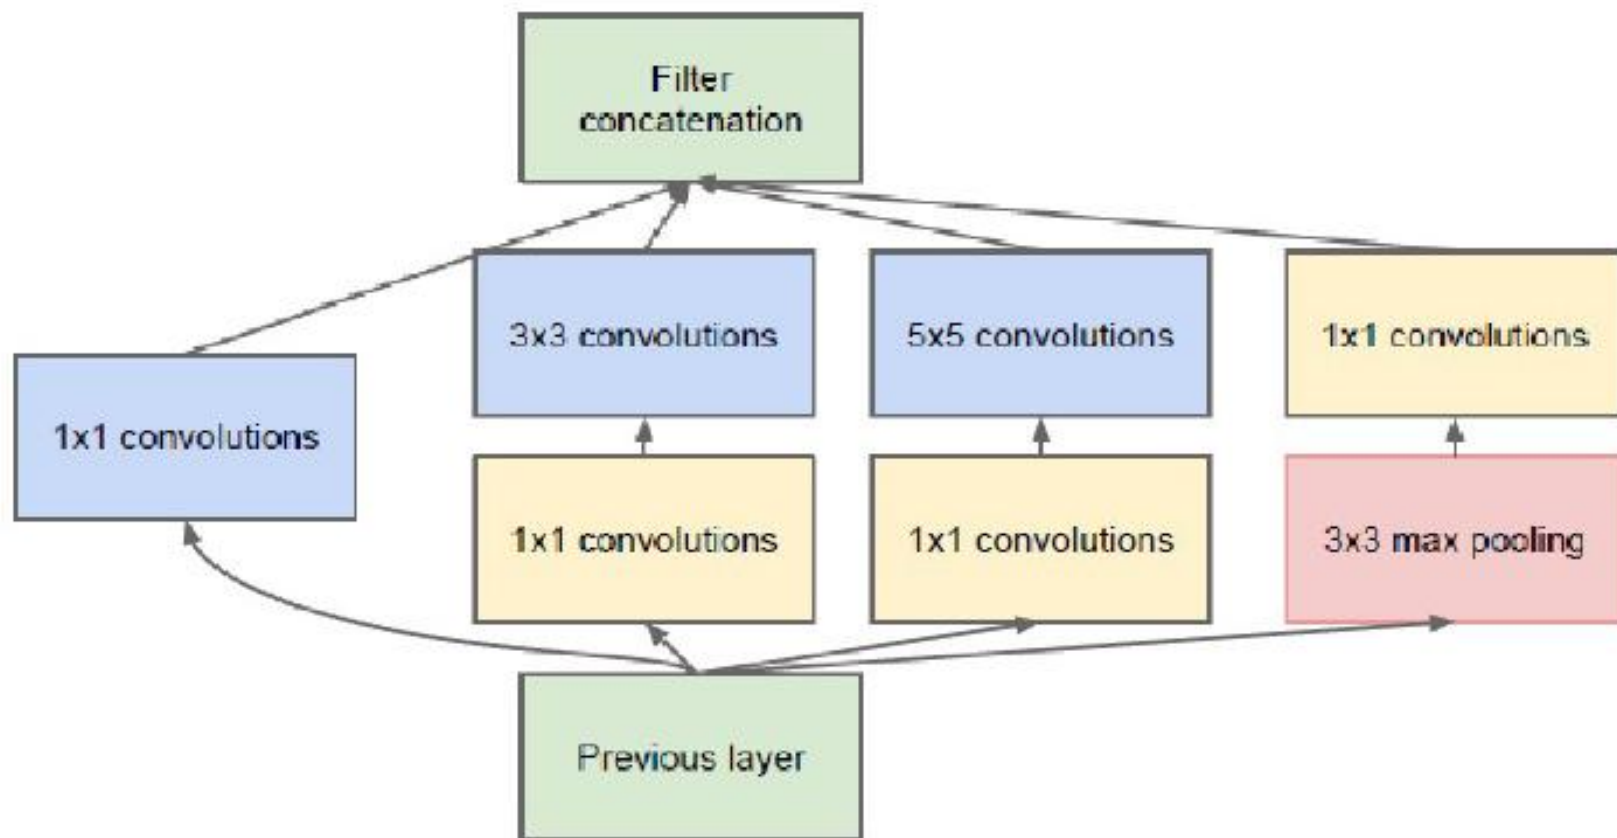 Filter
concatenation
3x3 convolutions
5x5 convolutions
1x1 convolutions
1x1 convolutions
1x1 convolutions
1x1 convolutions
3x3 max pooling
Previous layer